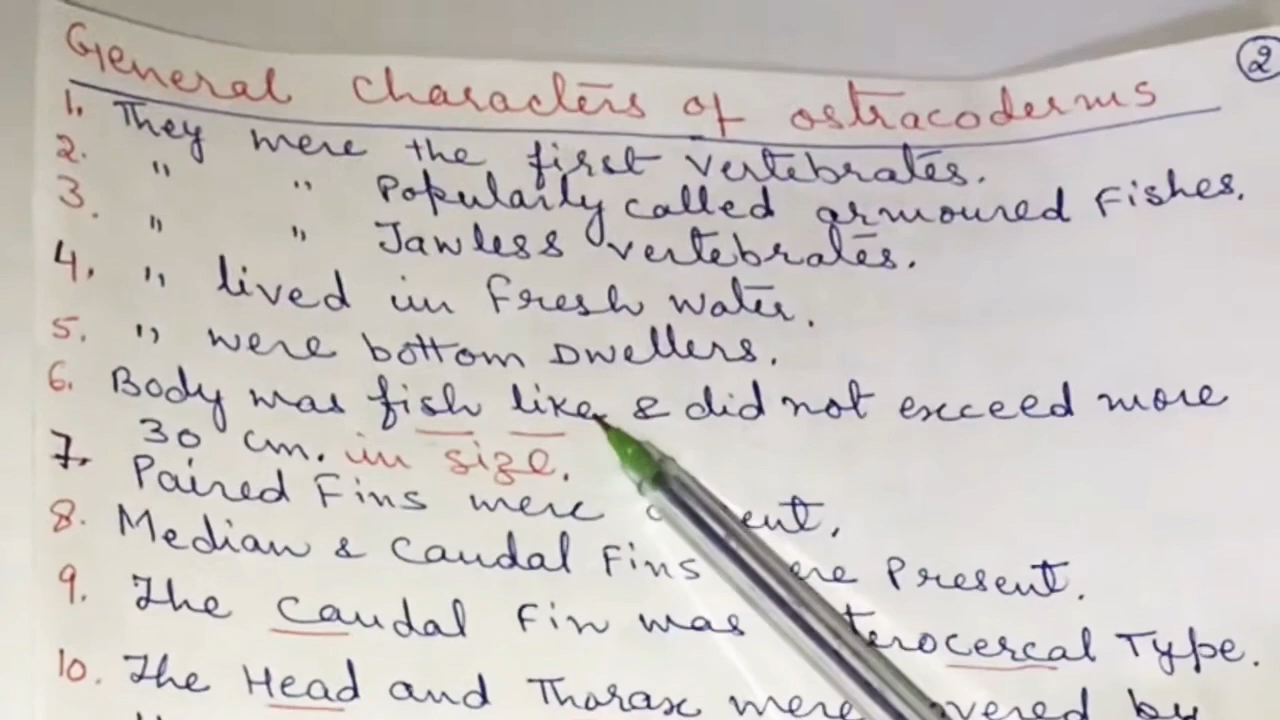 General characters of ostracoderms
2
1. They were the first vertebrates.
2. " " Popularly called armoured Fishes.
3. " " Jawless vertebrates.
4. " lived in Fresh water.
5. " were bottom Dwellers.
6. Body was fish like & did not exceed more
30 cm. in size.
7. Paired Fins were
8. Median & Caudal Fins Present.
9. The Caudal Fin was Type.
10. The Head and Thorax were by